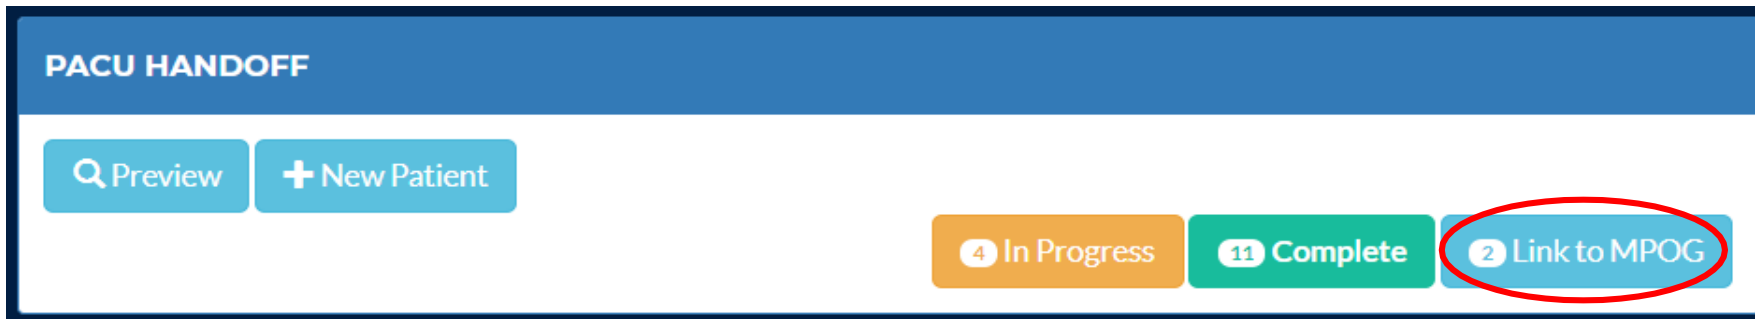 PACU HANDOFF
Preview New Patient
4 In Progress 11 Complete 2 Link to MPOG